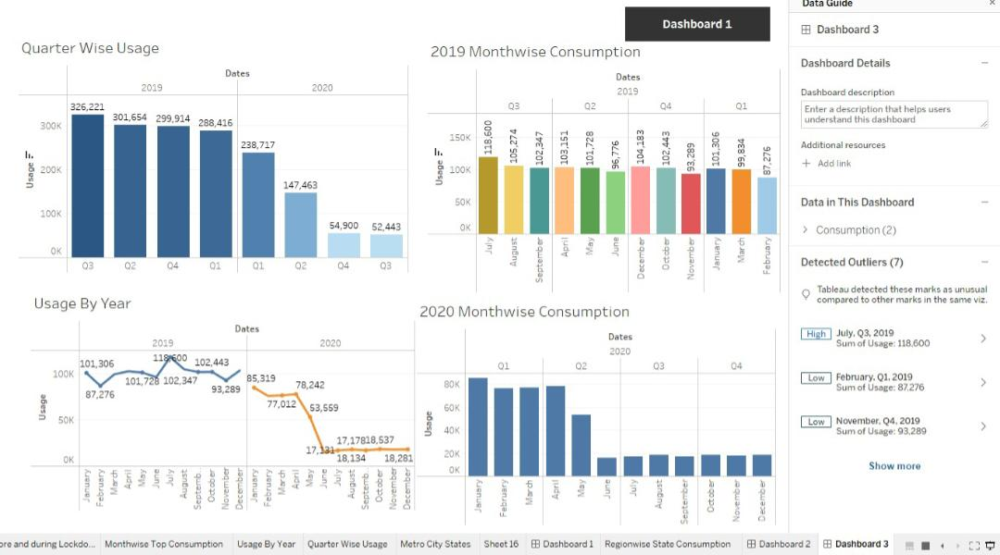 Data Guide
×
Dashboard 1
Dashboard 3
Quarter Wise Usage
Dates
2019 2020
326,221
301,654
299,914
288,416
238,717
147,463
54,900
52,443
300K
200K
100K
0K
Usage
Q3 Q2 Q4 Q1 Q1 Q2 Q4 Q3
2019 Monthwise Consumption
Dates
2019
Q3 Q2 Q4 Q1
150K
100K
50K
0K
Usage
118,600
105,274
102,347
103,151
101,728
96,776
104,183
102,443
93,289
101,306
99,834
87,276
July
August
September
April
May
June
December
October
November
January
March
February
Usage By Year
Dates
2019 2020
100K
50K
0K
Usage
101,306
87,276
101,728
118,600
102,347
102,443
93,289
85,319
77,012
78,242
53,559
17,131
17,178
18,134
18,537
18,281
January
February
March
April
May
June
July
August
Septemb..
October
November
December
January
February
March
April
May
June
July
August
Septemb..
October
November
December
2020 Monthwise Consumption
Dates
2020
Q1 Q2 Q3 Q4
80K
60K
40K
20K
0K
Usage
January
February
March
April
May
June
July
August
September
October
November
December
Dashboard Details
Dashboard description
Enter a description that helps users
understand this dashboard
Additional resources
+ Add link
Data in This Dashboard
Consumption (2)
Detected Outliers (7)
Tableau detected these marks as unusual
compared to other marks in the same viz.
High July, Q3, 2019
Sum of Usage: 118,600
Low February, Q1, 2019
Sum of Usage: 87,276
Low November, Q4, 2019
Sum of Usage: 93,289
Show more
ore and during Lockdo... Monthwise Top Consumption Usage By Year Quarter Wise Usage Metro City States Sheet 16 Dashboard 1 Regionwise State Consumption Dashboard 2 Dashboard 3